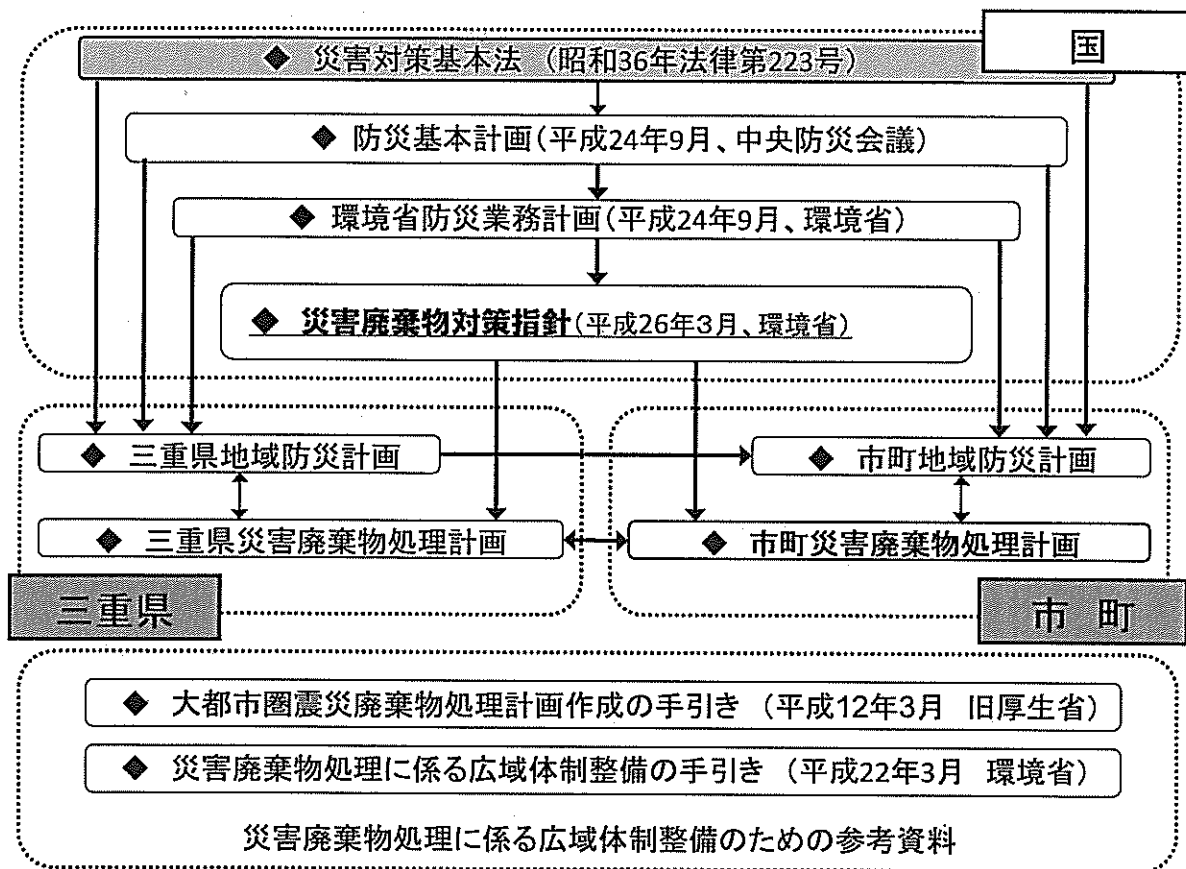 国
◆ 災害対策基本法 (昭和36年法律第223号)
◆ 防災基本計画(平成24年9月、中央防災会議)
◆ 環境省防災業務計画(平成24年9月、環境省)
◆ 災害廃棄物対策指針(平成26年3月、環境省)
◆ 三重県地域防災計画
◆ 市町地域防災計画
◆ 三重県災害廃棄物処理計画
◆ 市町災害廃棄物処理計画
三重県
市 町
◆ 大都市圏震災廃棄物処理計画作成の手引き (平成12年3月 旧厚生省)
◆ 災害廃棄物処理に係る広域体制整備の手引き (平成22年3月 環境省)
災害廃棄物処理に係る広域体制整備のための参考資料